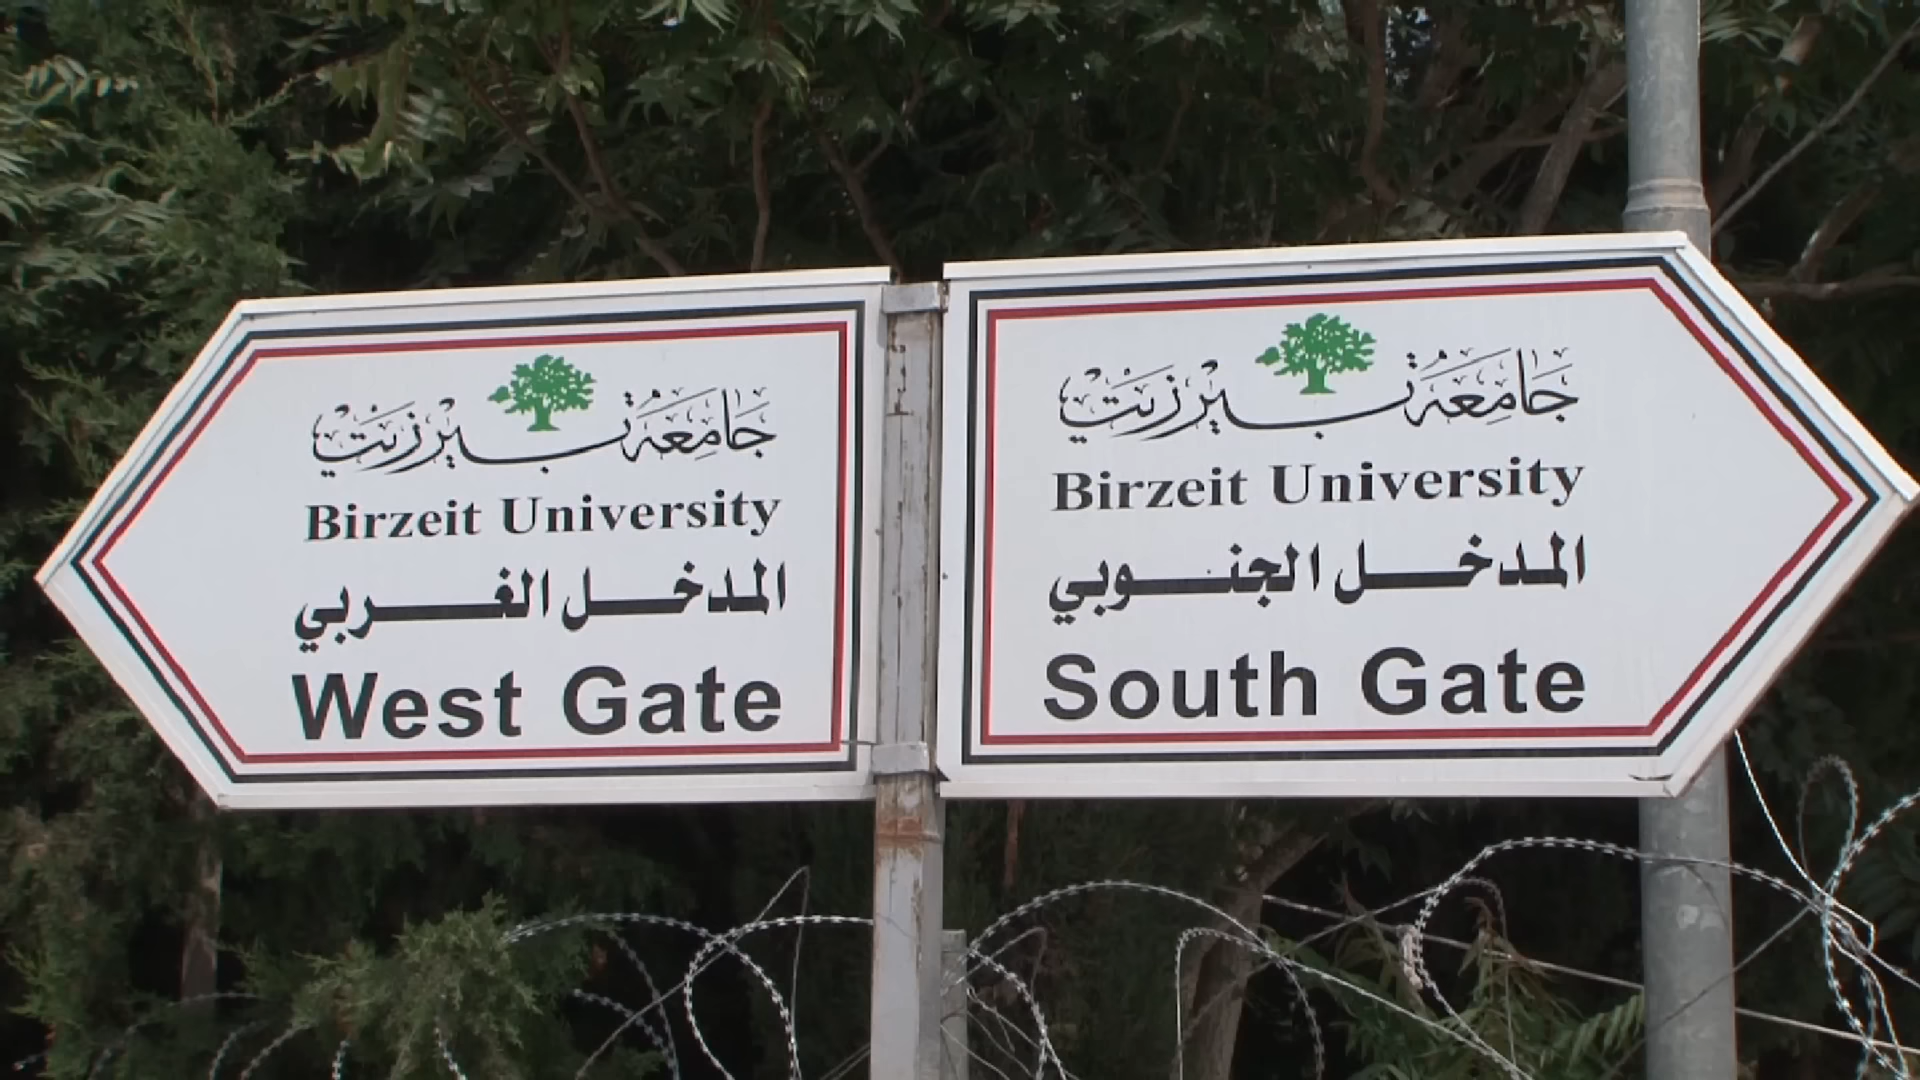 جامعة بيرزيت
Birzeit University
المدخل الغربي
West Gate
جامعة بيرزيت
Birzeit University
المدخل الجنوبي
South Gate